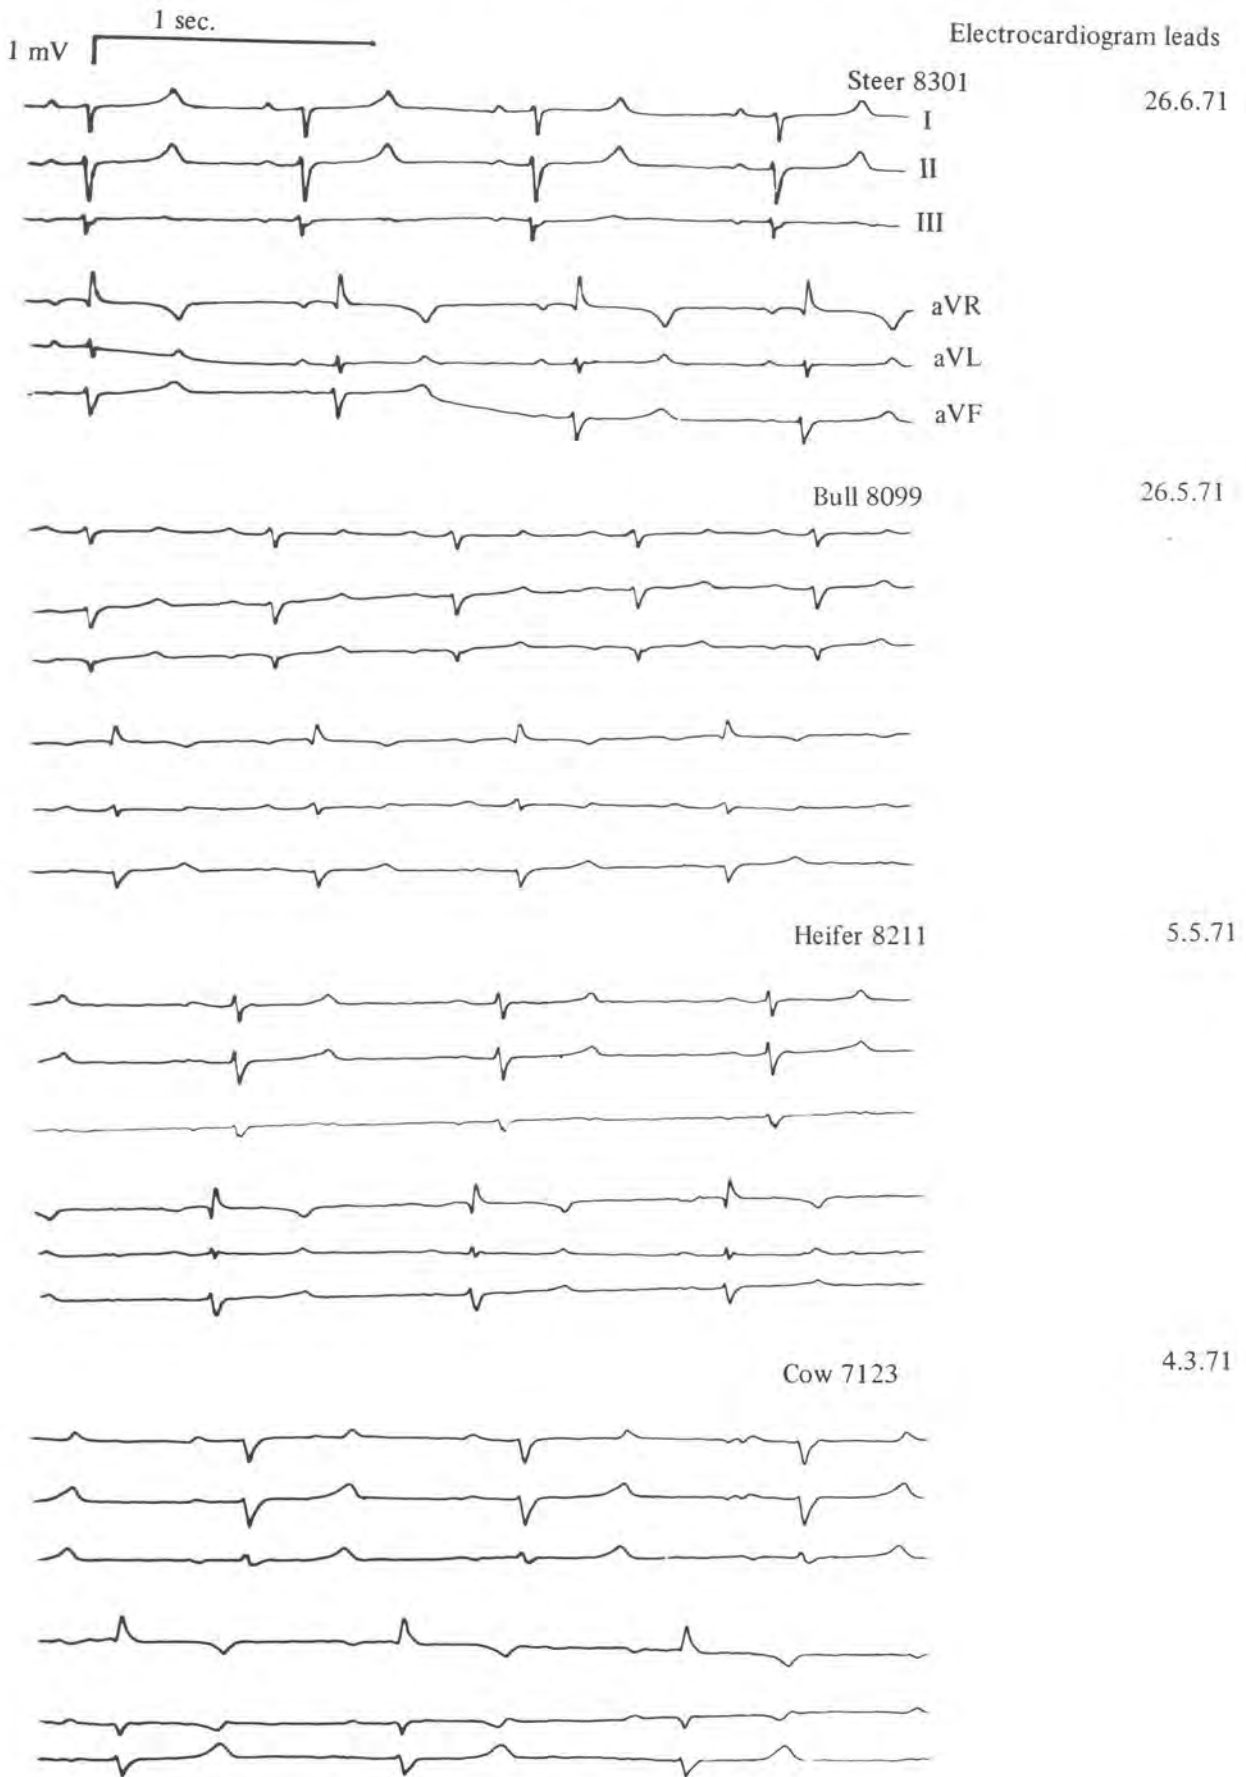 1 sec.
1 mV
Electrocardiogram leads
Steer 8301
26.6.71
I
II
III
aVR
aVL
aVF
Bull 8099
26.5.71
Heifer 8211
5.5.71
Cow 7123
4.3.71